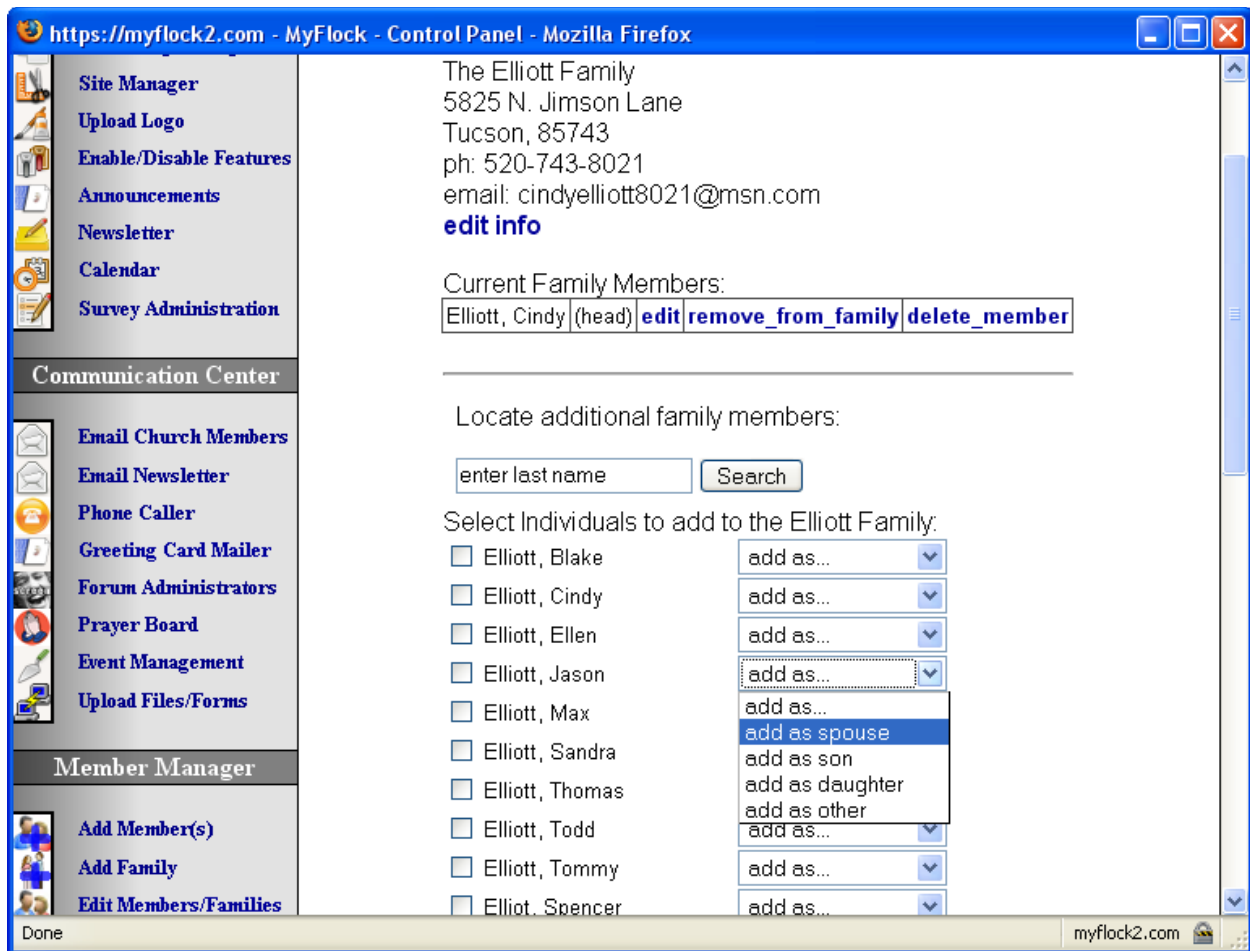 https://myflock2.com - MyFlock - Control Panel - Mozilla Firefox
Site Manager
Upload Logo
Enable/Disable Features
Announcements
Newsletter
Calendar
Survey Administration
Communication Center
Email Church Members
Email Newsletter
Phone Caller
Greeting Card Mailer
Forum Administrators
Prayer Board
Event Management
Upload Files/Forms
Member Manager
Add Member(s)
Add Family
Edit Members/Families
The Elliott Family
5825 N. Jimson Lane
Tucson, 85743
ph: 520-743-8021
email: cindyelliott8021@msn.com
edit info
Current Family Members:
Elliott, Cindy (head) edit remove_from_family delete_member
Locate additional family members:
enter last name Search
Select Individuals to add to the Elliott Family:
Elliott, Blake add as...
Elliott, Cindy add as...
Elliott, Ellen add as...
Elliott, Jason add as...
add as...
Elliott, Max
add as spouse
Elliott, Sandra
add as son
add as daughter
Elliott, Thomas
add as other
Elliott, Todd add as...
Elliott, Tommy add as...
Elliot, Spencer add as...
Done myflock2.com